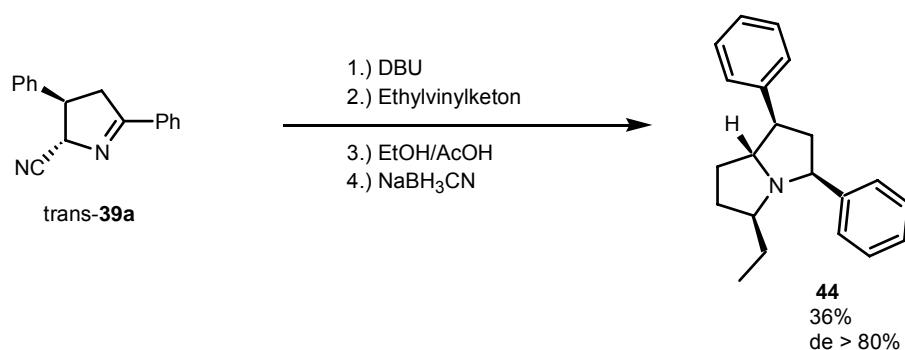 Ph
Ph
N
NC
trans-39a
1.) DBU
2.) Ethylvinylketon
3.) EtOH/AcOH
4.) NaBH3CN
H
N
44
36%
de > 80%